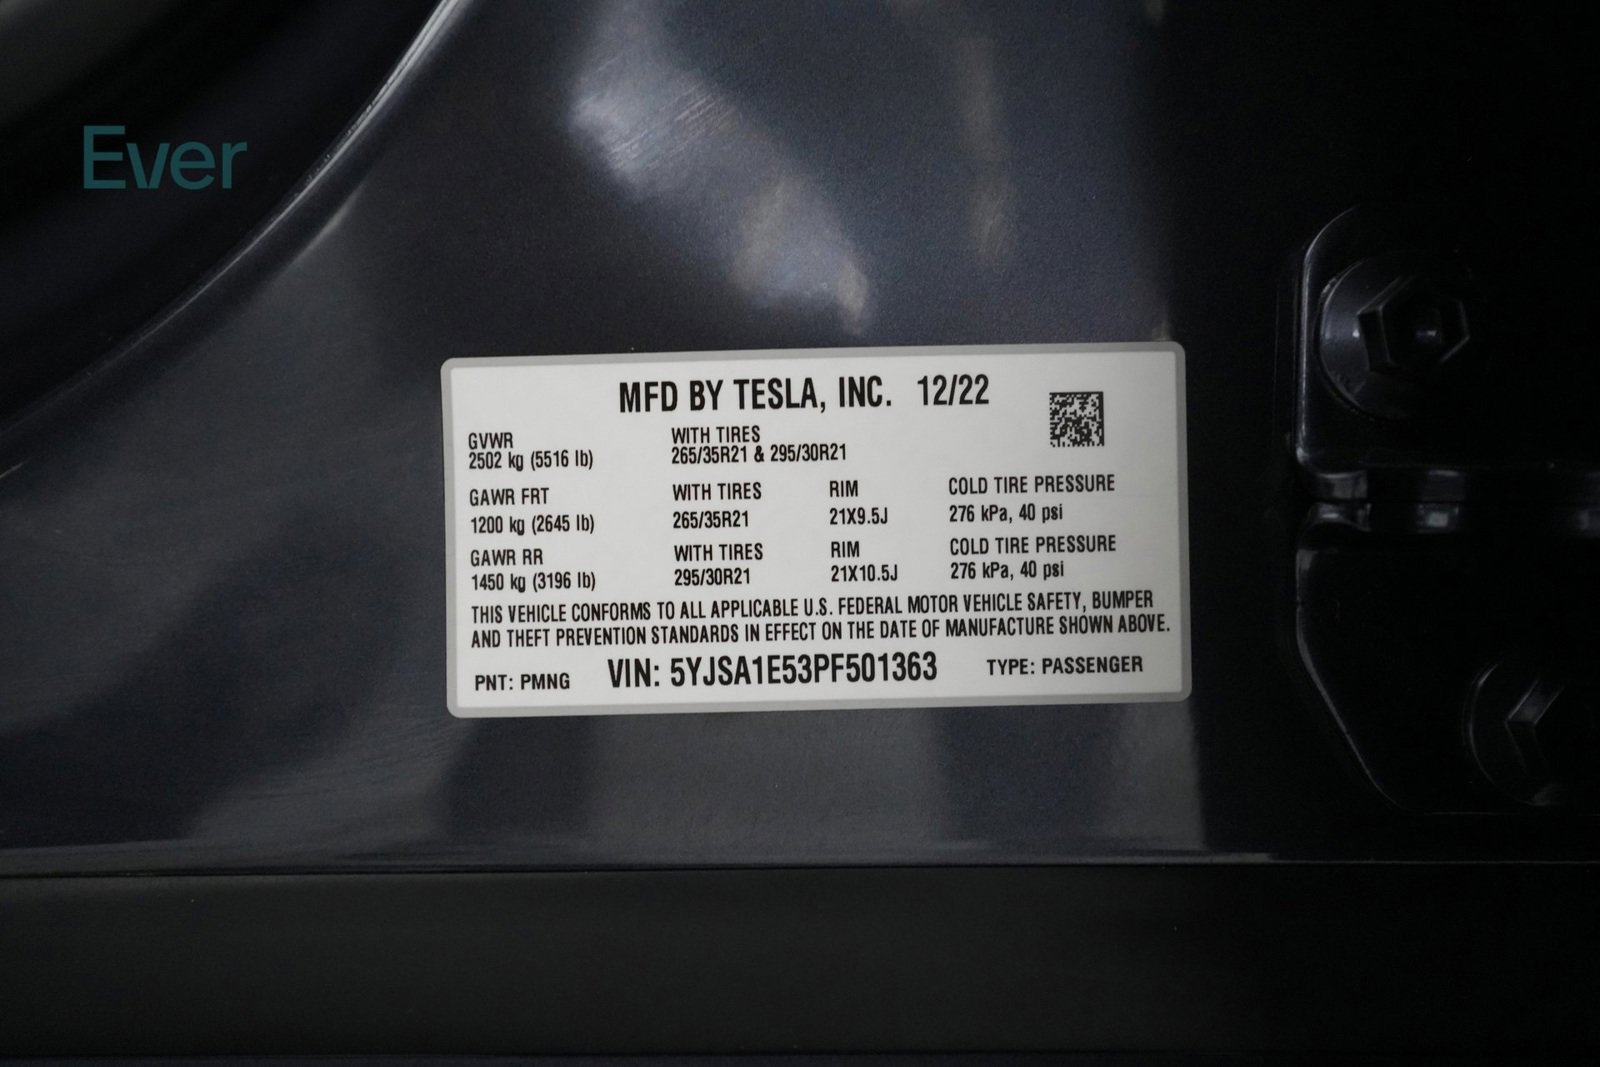 Ever
MFD BY TESLA, INC. 12/22
GVWR WITH TIRES
2502 kg (5516 lb) 265/35R21 & 295/30R21
GAWR FRT WITH TIRES RIM COLD TIRE PRESSURE
1200 kg (2645 lb) 265/35R21 21X9.5J 276 kPa, 40 psi
GAWR RR WITH TIRES RIM COLD TIRE PRESSURE
1450 kg (3196 lb) 295/30R21 21X10.5J 276 kPa, 40 psi
THIS VEHICLE CONFORMS TO ALL APPLICABLE U.S. FEDERAL MOTOR VEHICLE SAFETY, BUMPER
AND THEFT PREVENTION STANDARDS IN EFFECT ON THE DATE OF MANUFACTURE SHOWN ABOVE.
PNT: PMNG VIN: 5YJSA1E53PF501363 TYPE: PASSENGER